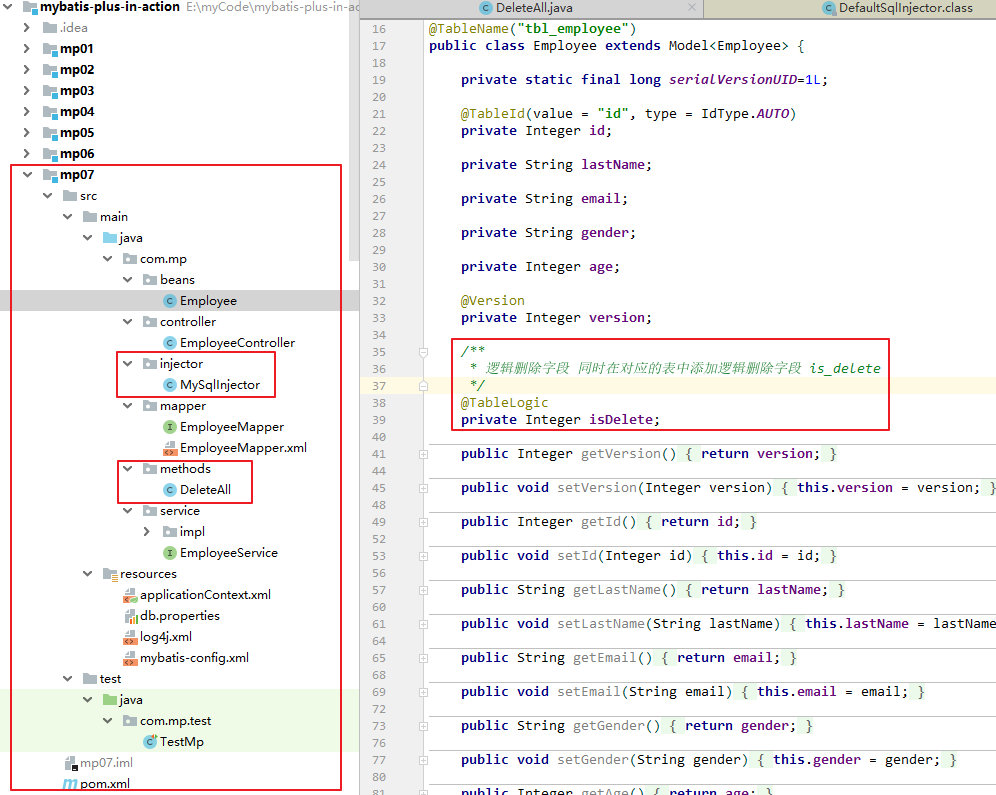 mybatis-plus-in-action E:\myCode\mybatis-plus-in-ac
.idea
mp01
mp02
mp03
mp04
mp05
mp06
mp07
src
main
java
com.mp
beans
Employee
controller
EmployeeController
injector
MySqlInjector
mapper
EmployeeMapper
EmployeeMapper.xml
methods
DeleteAll
service
impl
EmployeeService
resources
applicationContext.xml
db.properties
log4j.xml
mybatis-config.xml
test
java
com.mp.test
TestMp
mp07.iml
pom.xml
DeleteAll.java
DefaultSqlInjector.class
16 @TableName("tbl_employee")
17 public class Employee extends Model<Employee> {
18
19 private static final long serialVersionUID=1L;
20
21 @TableId(value = "id", type = IdType.AUTO)
22 private Integer id;
23
24 private String lastName;
25
26 private String email;
27
28 private String gender;
29
30 private Integer age;
31
32 @Version
33 private Integer version;
34
35 /**
36 * 逻辑删除字段 同时在对应的表中添加逻辑删除字段 is_delete
37 */
38 @TableLogic
39 private Integer isDelete;
40
41 public Integer getVersion() { return version; }
44
45 public void setVersion(Integer version) { this.version = version; }
48
49 public Integer getId() { return id; }
52
53 public void setId(Integer id) { this.id = id; }
56
57 public String getLastName() { return lastName; }
60
61 public void setLastName(String lastName) { this.lastName = lastName
64
65 public String getEmail() { return email; }
68
69 public void setEmail(String email) { this.email = email; }
72
73 public String getGender() { return gender; }
76
77 public void setGender(String gender) { this.gender = gender; }
80
81 public Integer getAge() { return age; }